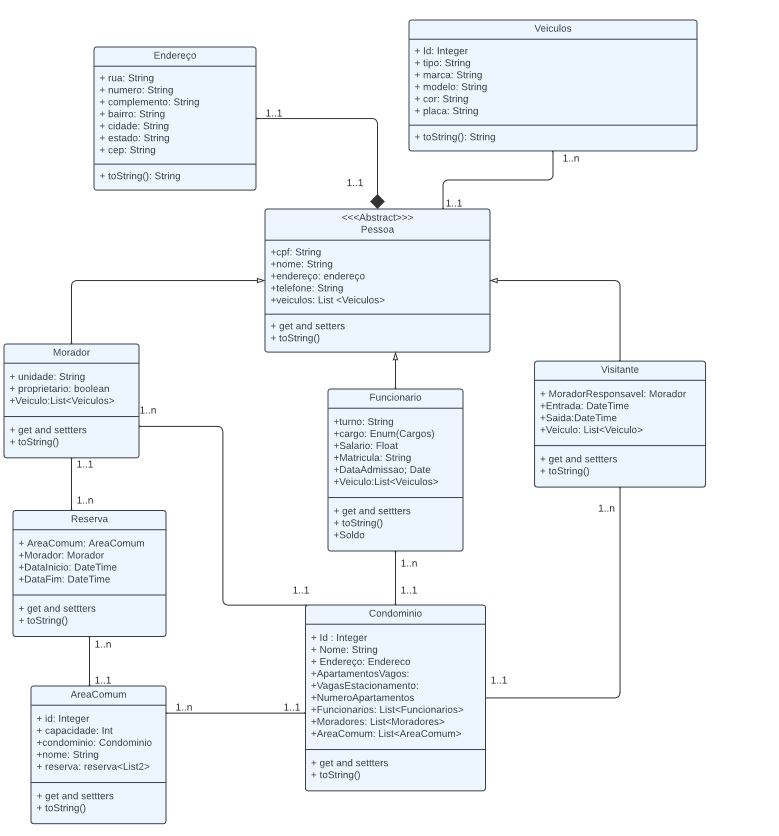 Veiculos
+ Id: Integer
+ tipo: String
+ marca: String
+ modelo: String
+ cor: String
+ placa: String
+ toString(): String
1..n
1..1
Endereço
+ rua: String
+ numero: String
+ complemento: String
+ bairro: String
+ cidade: String
+ estado: String
+ cep: String
+ toString(): String
1..1
1..1
<<<Abstract>>>
Pessoa
+cpf: String
+nome: String
+endereço: endereço
+telefone: String
+veiculos: List <Veiculos>
+ get and setters
+ toString()
Morador
+ unidade: String
+ proprietario: boolean
+Veiculo:List<Veiculos>
+ get and settters
+ toString()
1..n
1..1
1..n
Funcionario
+turno: String
+cargo: Enum(Cargos)
+Salario: Float
+Matricula: String
+DataAdmissao; Date
+Veiculo:List<Veiculos>
+ get and settters
+ toString()
+Soldo
1..n
1..1
Visitante
+ MoradorResponsavel: Morador
+Entrada: DateTime
+Saida:DateTime
+Veiculo: List<Veiculo>
+ get and settters
+ toString()
1..n
1..1
Reserva
+ AreaComum: AreaComum
+Morador: Morador
+DataInicio: DateTime
+DataFim: DateTime
+ get and settters
+ toString()
1..n
1..1
1..1
Condominio
+ Id : Integer
+ Nome: String
+ Endereço: Endereco
+ApartamentosVagos:
+VagasEstacionamento:
+NumeroApartamentos
+Funcionarios: List<Funcionarios>
+Moradores: List<Moradores>
+AreaComum: List<AreaComum>
+ get and settters
+ toString()
AreaComum
+ id: Integer
+ capacidade: Int
+condominio: Condominio
+nome: String
+ reserva: reserva<List2>
+ get and settters
+ toString()
1..n
1..1